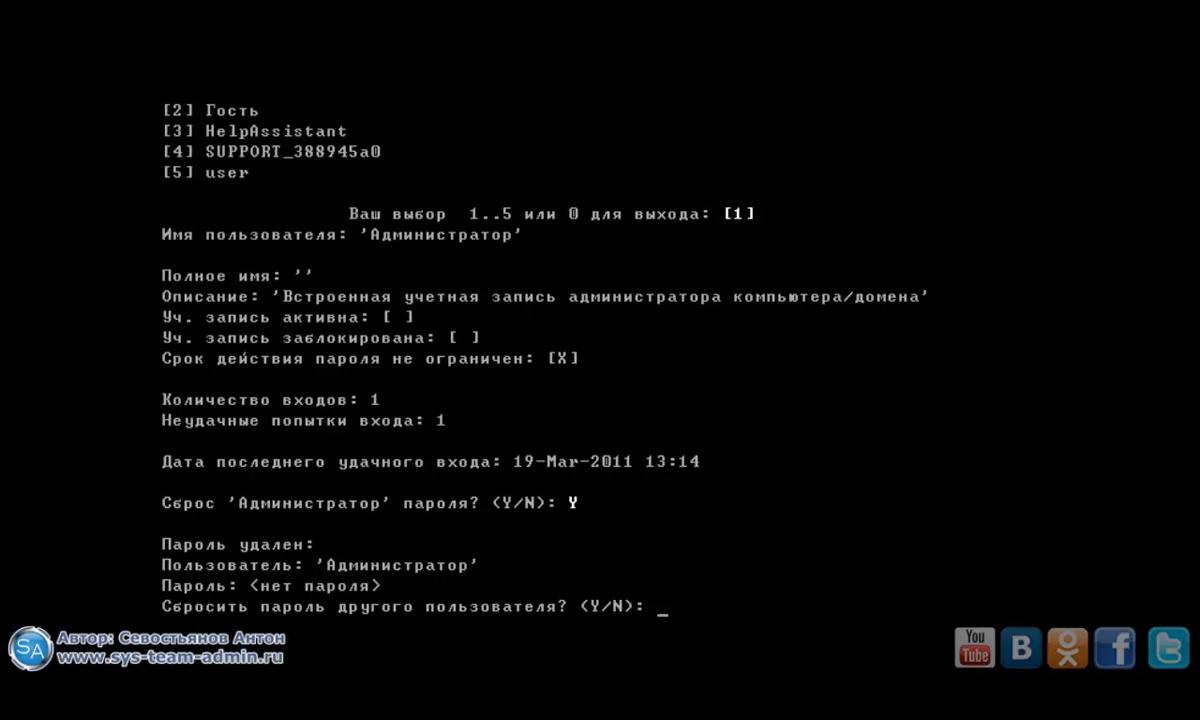 [2] Гость
[3] HelpAssistant
[4] SUPPORT_388945a0
[5] user
Ваш выбор 1..5 или 0 для выхода: [1]
Имя пользователя: 'Администратор'
Полное имя: ''
Описание: 'Встроенная учетная запись администратора компьютера/домена'
Уч. запись активна: [ ]
Уч. запись заблокирована: [ ]
Срок действия пароля не ограничен: [X]
Количество входов: 1
Неудачные попытки входа: 1
Дата последнего удачного входа: 19-Mar-2011 13:14
Сброс 'Администратор' пароля? (Y/N): Y
Пароль удален:
Пользователь: 'Администратор'
Пароль: <нет пароля>
Сбросить пароль другого пользователя? (Y/N): _
SA Автор: Севостьянов Антон
www.sys-team-admin.ru
You Tube В f t